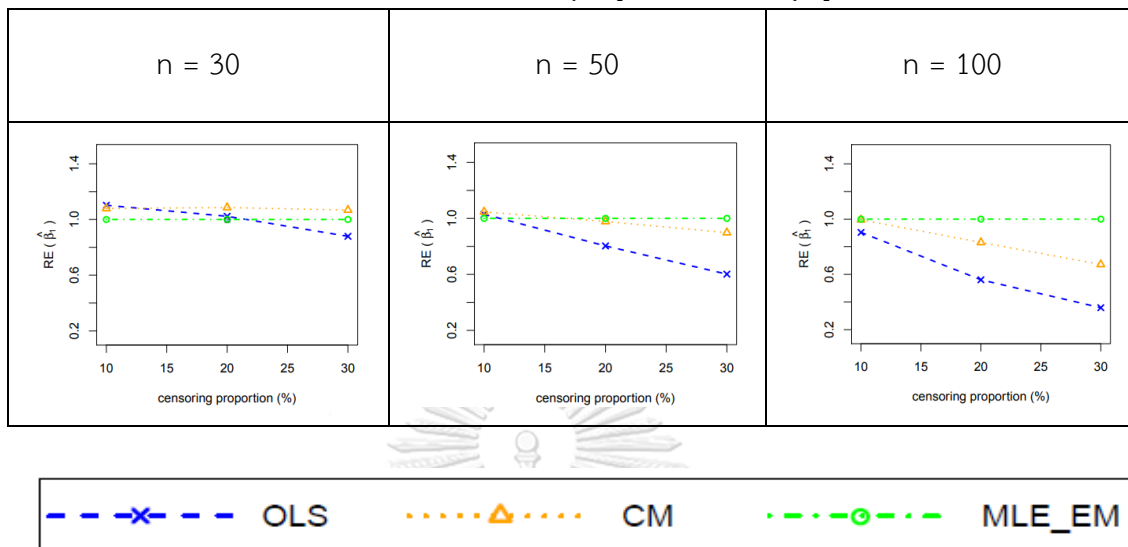 n = 30
n = 50
n = 100
RE ( β̂₁ )
1.4
1.0
0.6
0.2
10 15 20 25 30
censoring proportion (%)
RE ( β̂₁ )
1.4
1.0
0.6
0.2
10 15 20 25 30
censoring proportion (%)
RE ( β̂₁ )
1.4
1.0
0.6
0.2
10 15 20 25 30
censoring proportion (%)
OLS CM MLE_EM